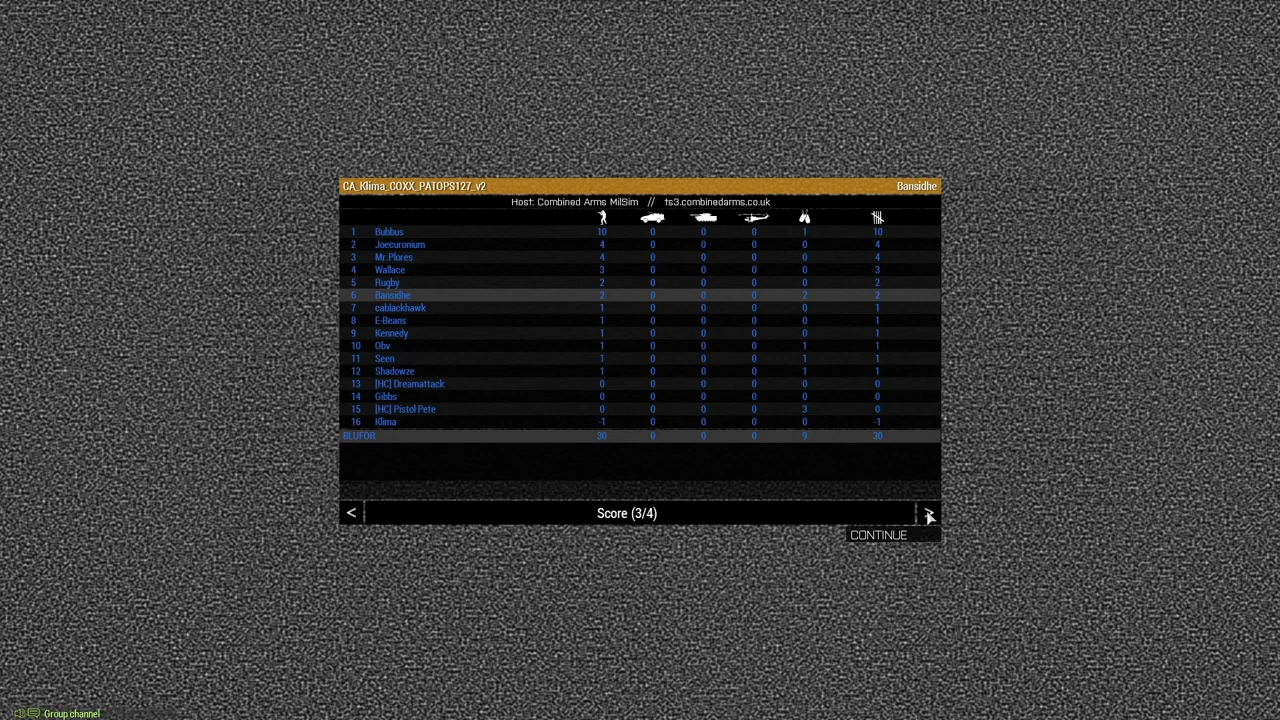 CA_Klima_COXX_PATOPS127_v2 Bansidhe
Host: Combined Arms MilSim // ts3.combinedarms.co.uk
1 Bubbus 10 0 0 0 1 10
2 Joecuronium 4 0 0 0 0 4
3 Mr.Plores 4 0 0 0 0 4
4 Wallace 3 0 0 0 0 3
5 Rugby 2 0 0 0 0 2
6 Bansidhe 2 0 0 0 2 2
7 cablackhawk 1 0 0 0 0 1
8 E-Beans 1 0 0 0 0 1
9 Kennedy 1 0 0 0 0 1
10 Obv 1 0 0 0 1 1
11 Seen 1 0 0 0 1 1
12 Shadowze 1 0 0 0 1 1
13 [HC] Dreamattack 0 0 0 0 0 0
14 Gibbs 0 0 0 0 0 0
15 [HC] Pistol Pete 0 0 0 0 3 0
16 Klima -1 0 0 0 0 -1
BLUFOR 30 0 0 0 9 30
< Score (3/4) >
CONTINUE
Group channel